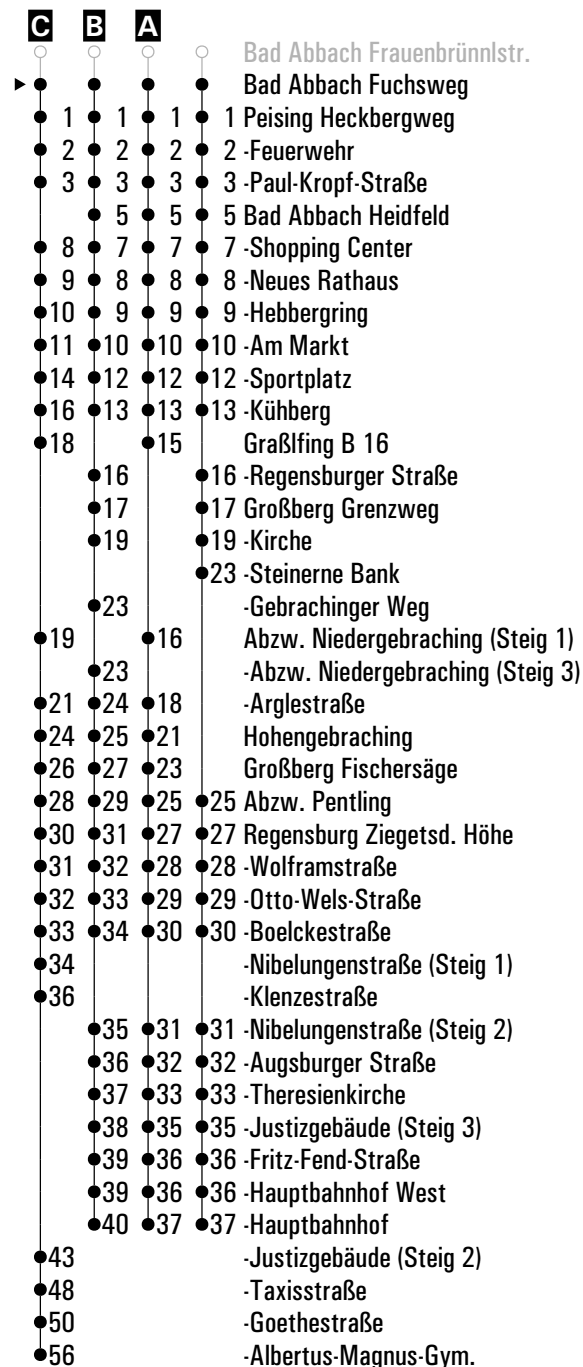 C B A
Bad Abbach Frauenbrünnlstr.
Bad Abbach Fuchsweg
1 1 1 1 Peising Heckbergweg
2 2 2 2 -Feuerwehr
3 3 3 3 -Paul-Kropf-Straße
5 5 5 Bad Abbach Heidfeld
8 7 7 7 -Shopping Center
9 8 8 8 -Neues Rathaus
10 9 9 9 -Hebbergring
11 10 10 10 -Am Markt
14 12 12 12 -Sportplatz
16 13 13 13 -Kühberg
18 15 Graßlfing B 16
16 16 -Regensburger Straße
17 17 Großberg Grenzweg
19 19 -Kirche
23 -Steinerne Bank
23 -Gebrachinger Weg
19 16 Abzw. Niedergebraching (Steig 1)
23 -Abzw. Niedergebraching (Steig 3)
21 24 18 -Arglestraße
24 25 21 Hohengebraching
26 27 23 Großberg Fischersäge
28 29 25 25 Abzw. Pentling
30 31 27 27 Regensburg Ziegetsd. Höhe
31 32 28 28 -Wolframstraße
32 33 29 29 -Otto-Wels-Straße
33 34 30 30 -Boelckestraße
34 -Nibelungenstraße (Steig 1)
36 -Klenzestraße
35 31 31 -Nibelungenstraße (Steig 2)
36 32 32 -Augsburger Straße
37 33 33 -Theresienkirche
38 35 35 -Justizgebäude (Steig 3)
39 36 36 -Fritz-Fend-Straße
39 36 36 -Hauptbahnhof West
40 37 37 -Hauptbahnhof
43 -Justizgebäude (Steig 2)
48 -Taxisstraße
50 -Goethestraße
56 -Albertus-Magnus-Gym.